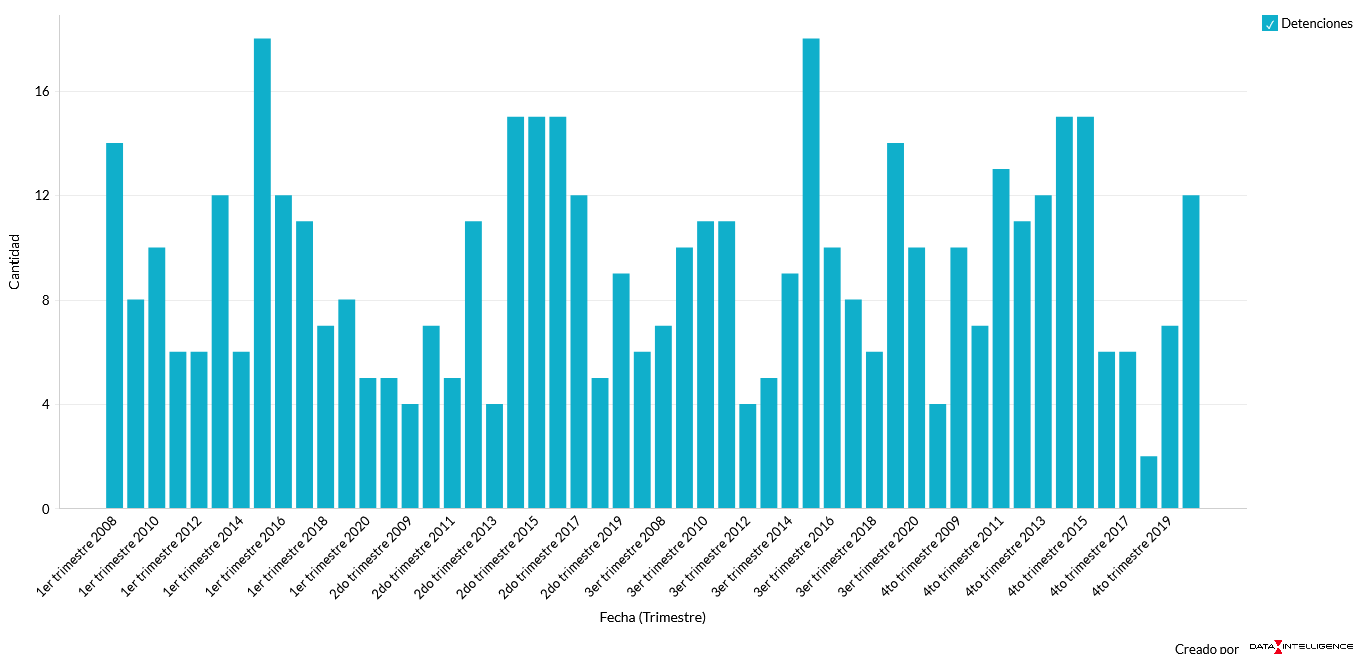 Detenciones
16
12
8
4
0
Cantidad
1er trimestre 2008
1er trimestre 2010
1er trimestre 2012
1er trimestre 2014
1er trimestre 2016
1er trimestre 2018
1er trimestre 2020
2do trimestre 2009
2do trimestre 2011
2do trimestre 2013
2do trimestre 2015
2do trimestre 2017
2do trimestre 2019
3er trimestre 2008
3er trimestre 2010
3er trimestre 2012
3er trimestre 2014
3er trimestre 2016
3er trimestre 2018
3er trimestre 2020
4to trimestre 2009
4to trimestre 2011
4to trimestre 2013
4to trimestre 2015
4to trimestre 2017
4to trimestre 2019
Fecha (Trimestre)
Creado por DATA INTELLIGENCE